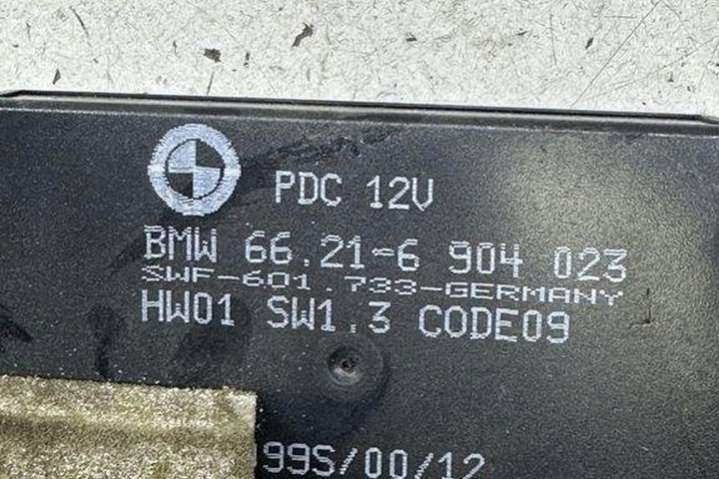 PDC 12V
BMW 66.21-6 904 023
SWF-601.733-GERMANY
HW01 SW1.3 CODE09
99S/00/12